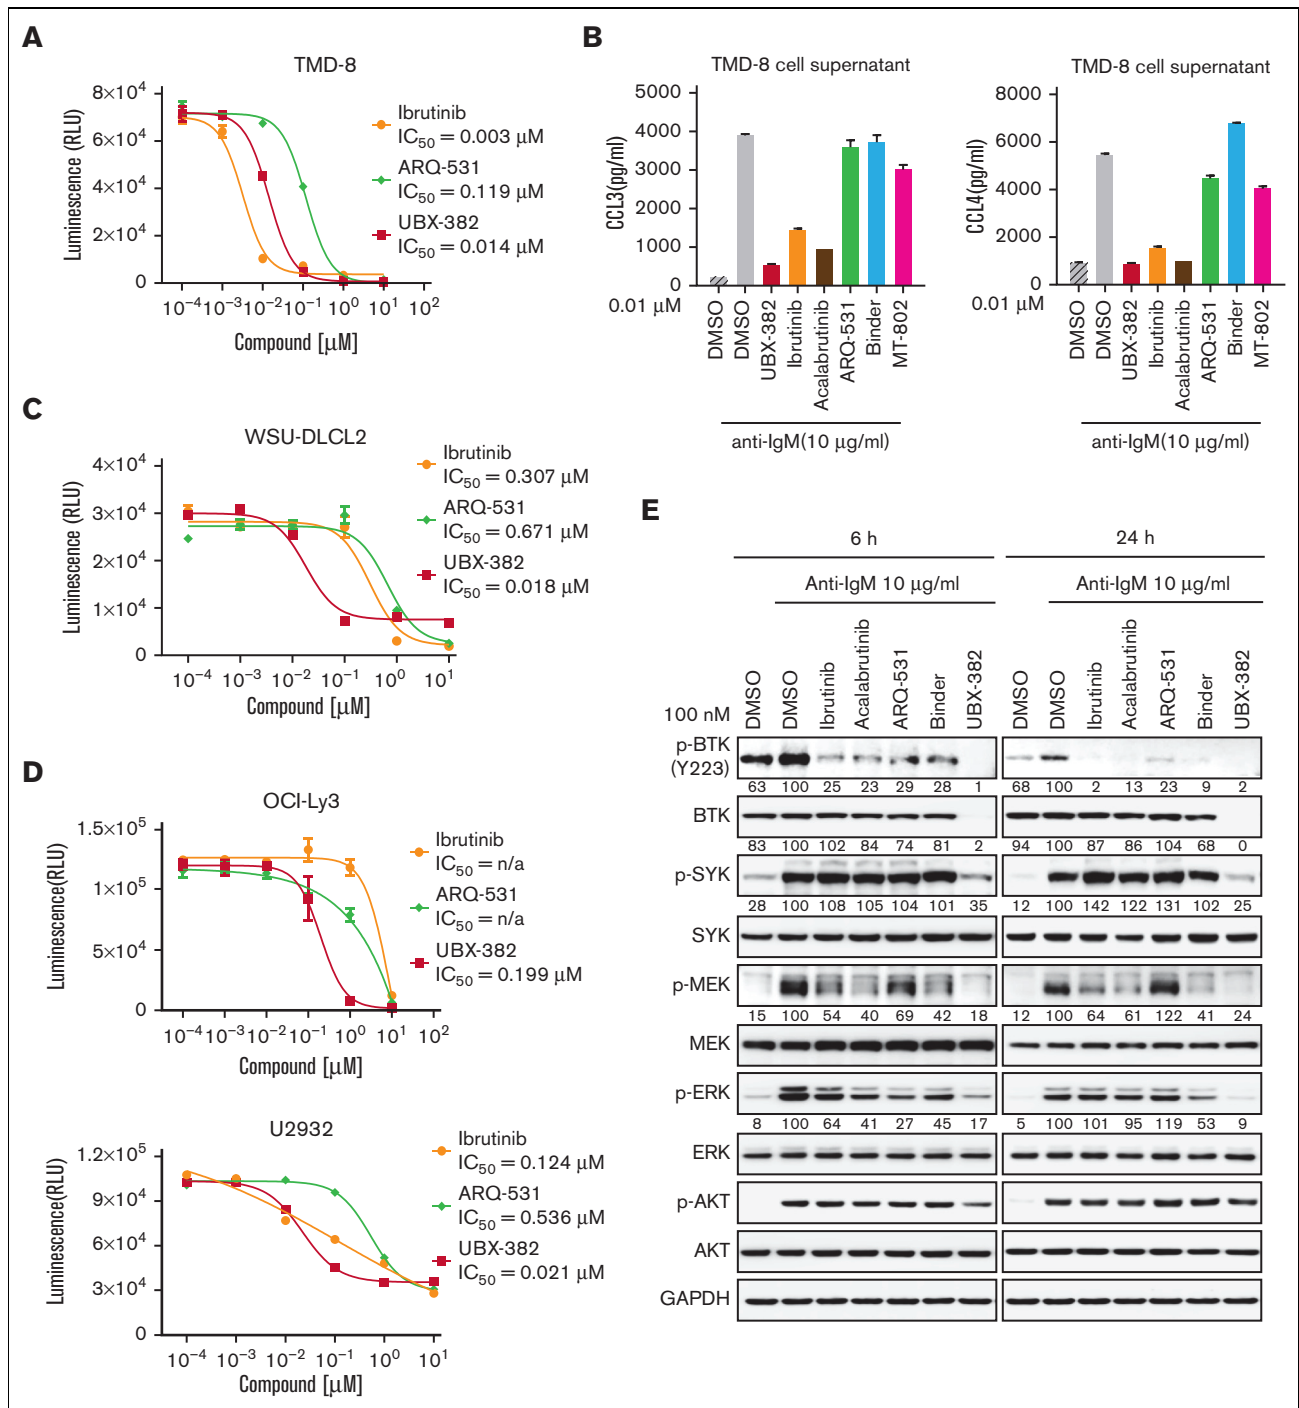 A
TMD-8
Luminescence (RLU)
8×10⁴
6×10⁴
4×10⁴
2×10⁴
0
10⁻⁴ 10⁻³ 10⁻² 10⁻¹ 10⁰ 10¹ 10²
Compound [µM]
Ibrutinib
IC₅₀ = 0.003 µM
ARQ-531
IC₅₀ = 0.119 µM
UBX-382
IC₅₀ = 0.014 µM
B
TMD-8 cell supernatant
CCL3(pg/ml)
5000
4000
3000
2000
1000
0
0.01 µM
DMSO
DMSO
UBX-382
Ibrutinib
Acalabrutinib
ARQ-531
Binder
MT-802
anti-IgM(10 µg/ml)
TMD-8 cell supernatant
CCL4(pg/ml)
8000
6000
4000
2000
0
0.01 µM
DMSO
DMSO
UBX-382
Ibrutinib
Acalabrutinib
ARQ-531
Binder
MT-802
anti-IgM(10 µg/ml)
C
WSU-DLCL2
Luminescence (RLU)
4×10⁴
3×10⁴
2×10⁴
1×10⁴
0
10⁻⁴ 10⁻³ 10⁻² 10⁻¹ 10⁰ 10¹
Compound [µM]
Ibrutinib
IC₅₀ = 0.307 µM
ARQ-531
IC₅₀ = 0.671 µM
UBX-382
IC₅₀ = 0.018 µM
D
OCI-Ly3
Luminescence(RLU)
1.5×10⁵
1×10⁵
5×10⁴
0
10⁻⁴ 10⁻³ 10⁻² 10⁻¹ 10⁰ 10¹ 10²
Compound [µM]
Ibrutinib
IC₅₀ = n/a
ARQ-531
IC₅₀ = n/a
UBX-382
IC₅₀ = 0.199 µM
U2932
Luminescence(RLU)
1.2×10⁵
9×10⁴
6×10⁴
3×10⁴
0
10⁻⁴ 10⁻³ 10⁻² 10⁻¹ 10⁰ 10¹
Compound [µM]
Ibrutinib
IC₅₀ = 0.124 µM
ARQ-531
IC₅₀ = 0.536 µM
UBX-382
IC₅₀ = 0.021 µM
E
6 h 24 h
Anti-IgM 10 µg/ml Anti-IgM 10 µg/ml
100 nM
DMSO
DMSO
Ibrutinib
Acalabrutinib
ARQ-531
Binder
UBX-382
DMSO
DMSO
Ibrutinib
Acalabrutinib
ARQ-531
Binder
UBX-382
p-BTK
(Y223)
63 100 25 23 29 28 1 68 100 2 13 23 9 2
BTK
83 100 102 84 74 81 2 94 100 87 86 104 68 0
p-SYK
28 100 108 105 104 101 35 12 100 142 122 131 102 25
SYK
p-MEK
15 100 54 40 69 42 18 12 100 64 61 122 41 24
MEK
p-ERK
8 100 64 41 27 45 17 5 100 101 95 119 53 9
ERK
p-AKT
AKT
GAPDH